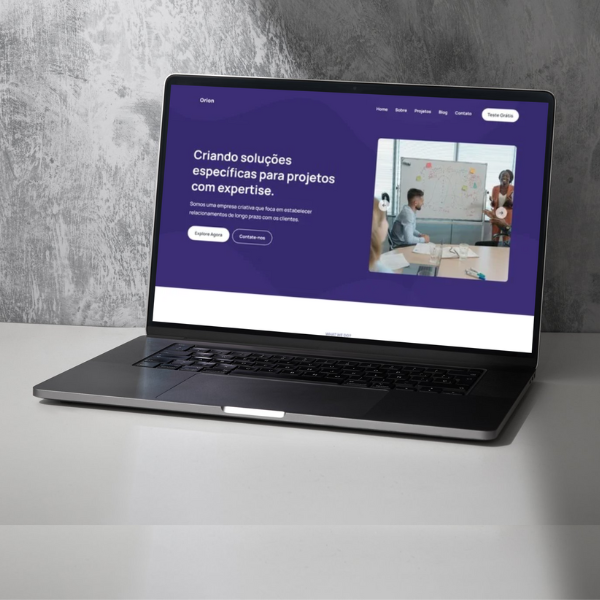 Orion
Home Sobre Projetos Blog Contato Teste Grátis
Criando soluções
específicas para projetos
com expertise.
Somos uma empresa criativa que foca em estabelecer
relacionamentos de longo prazo com os clientes.
Explore Agora Contate-nos